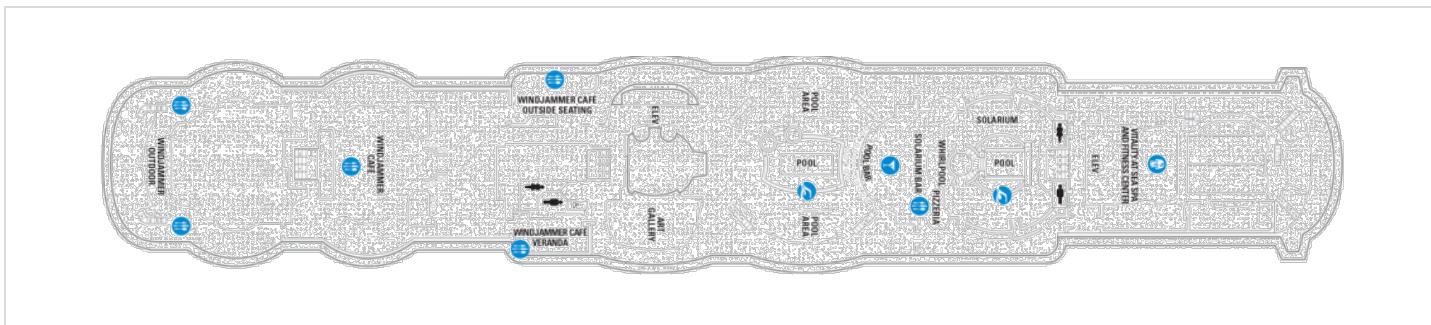 WINDJAMMER
OUTDOOR
WINDJAMMER
CAFE
WINDJAMMER CAFE
OUTSIDE SEATING
WINDJAMMER CAFE
VERANDA
ELEV
ART
GALLERY
POOL
AREA
POOL
POOL
AREA
POOL BAR
SOLARIUM BAR
WHIRLPOOL
PIZZERIA
SOLARIUM
POOL
ELEV
VITALITY AT SEA SPA
AND FITNESS CENTER